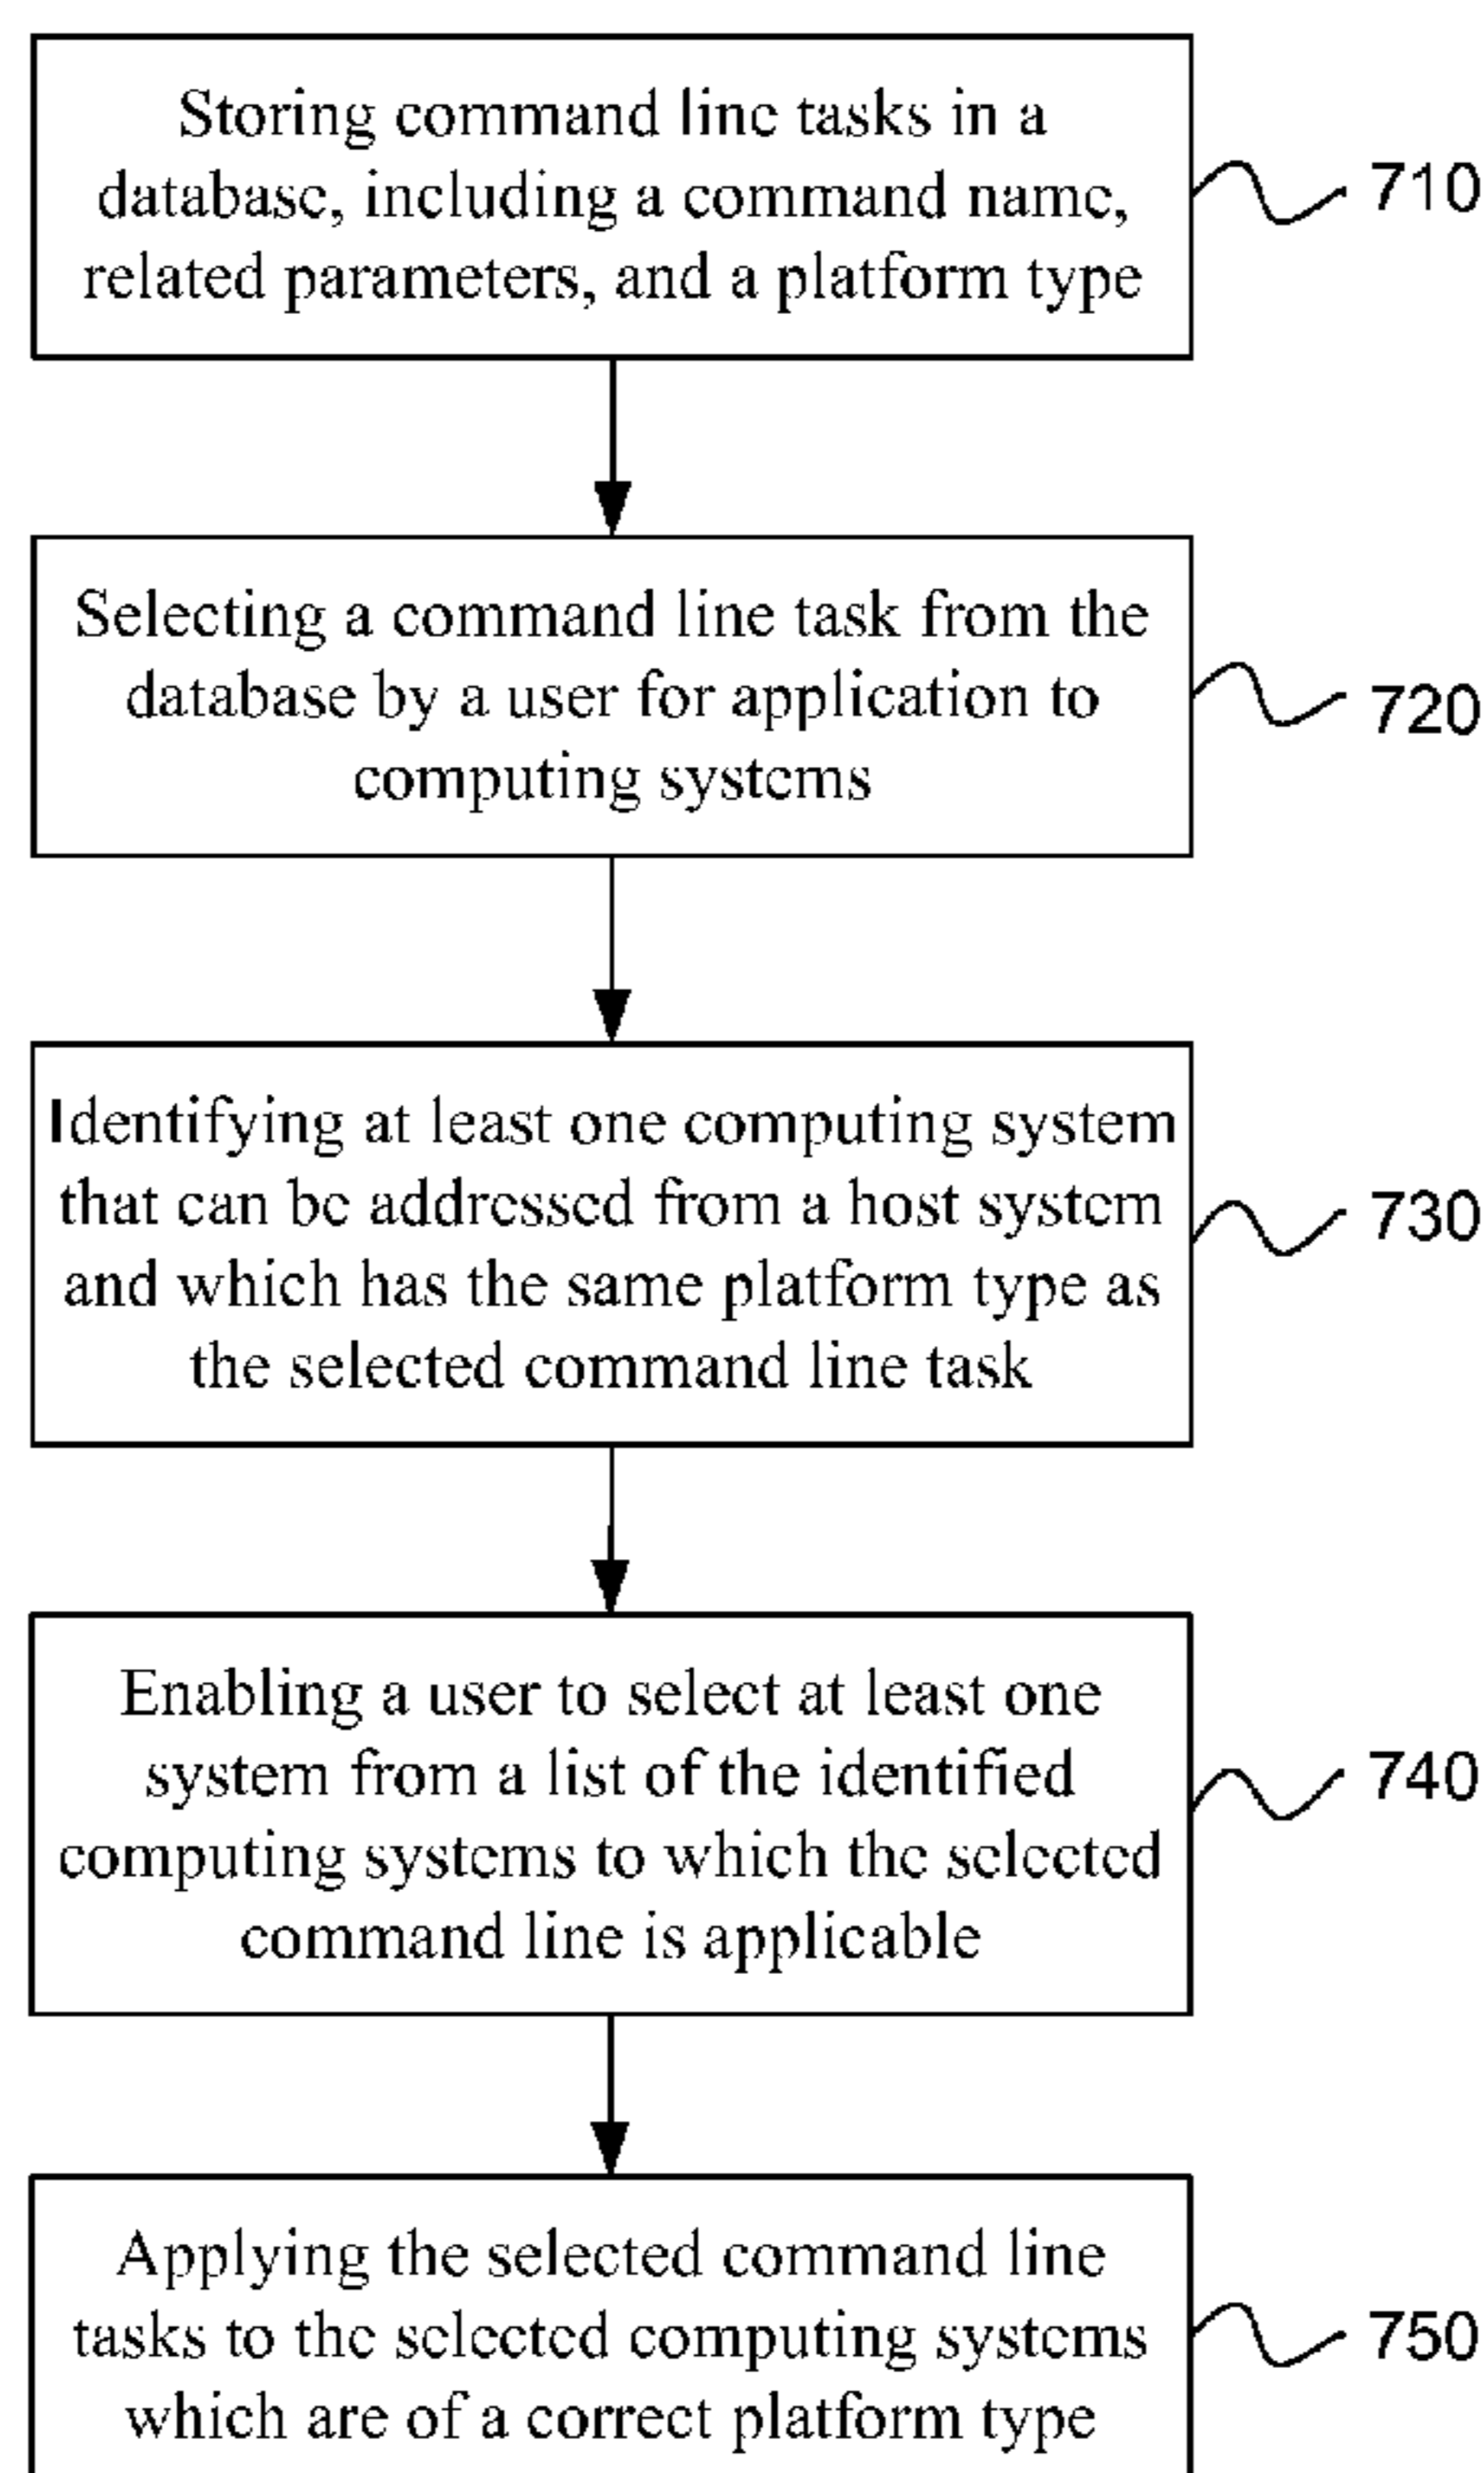 Storing command line tasks in a
database, including a command name,
related parameters, and a platform type
710
Selecting a command line task from the
database by a user for application to
computing systems
720
Identifying at least one computing system
that can be addressed from a host system
and which has the same platform type as
the selected command line task
730
Enabling a user to select at least one
system from a list of the identified
computing systems to which the selected
command line is applicable
740
Applying the selected command line
tasks to the selected computing systems
which are of a correct platform type
750